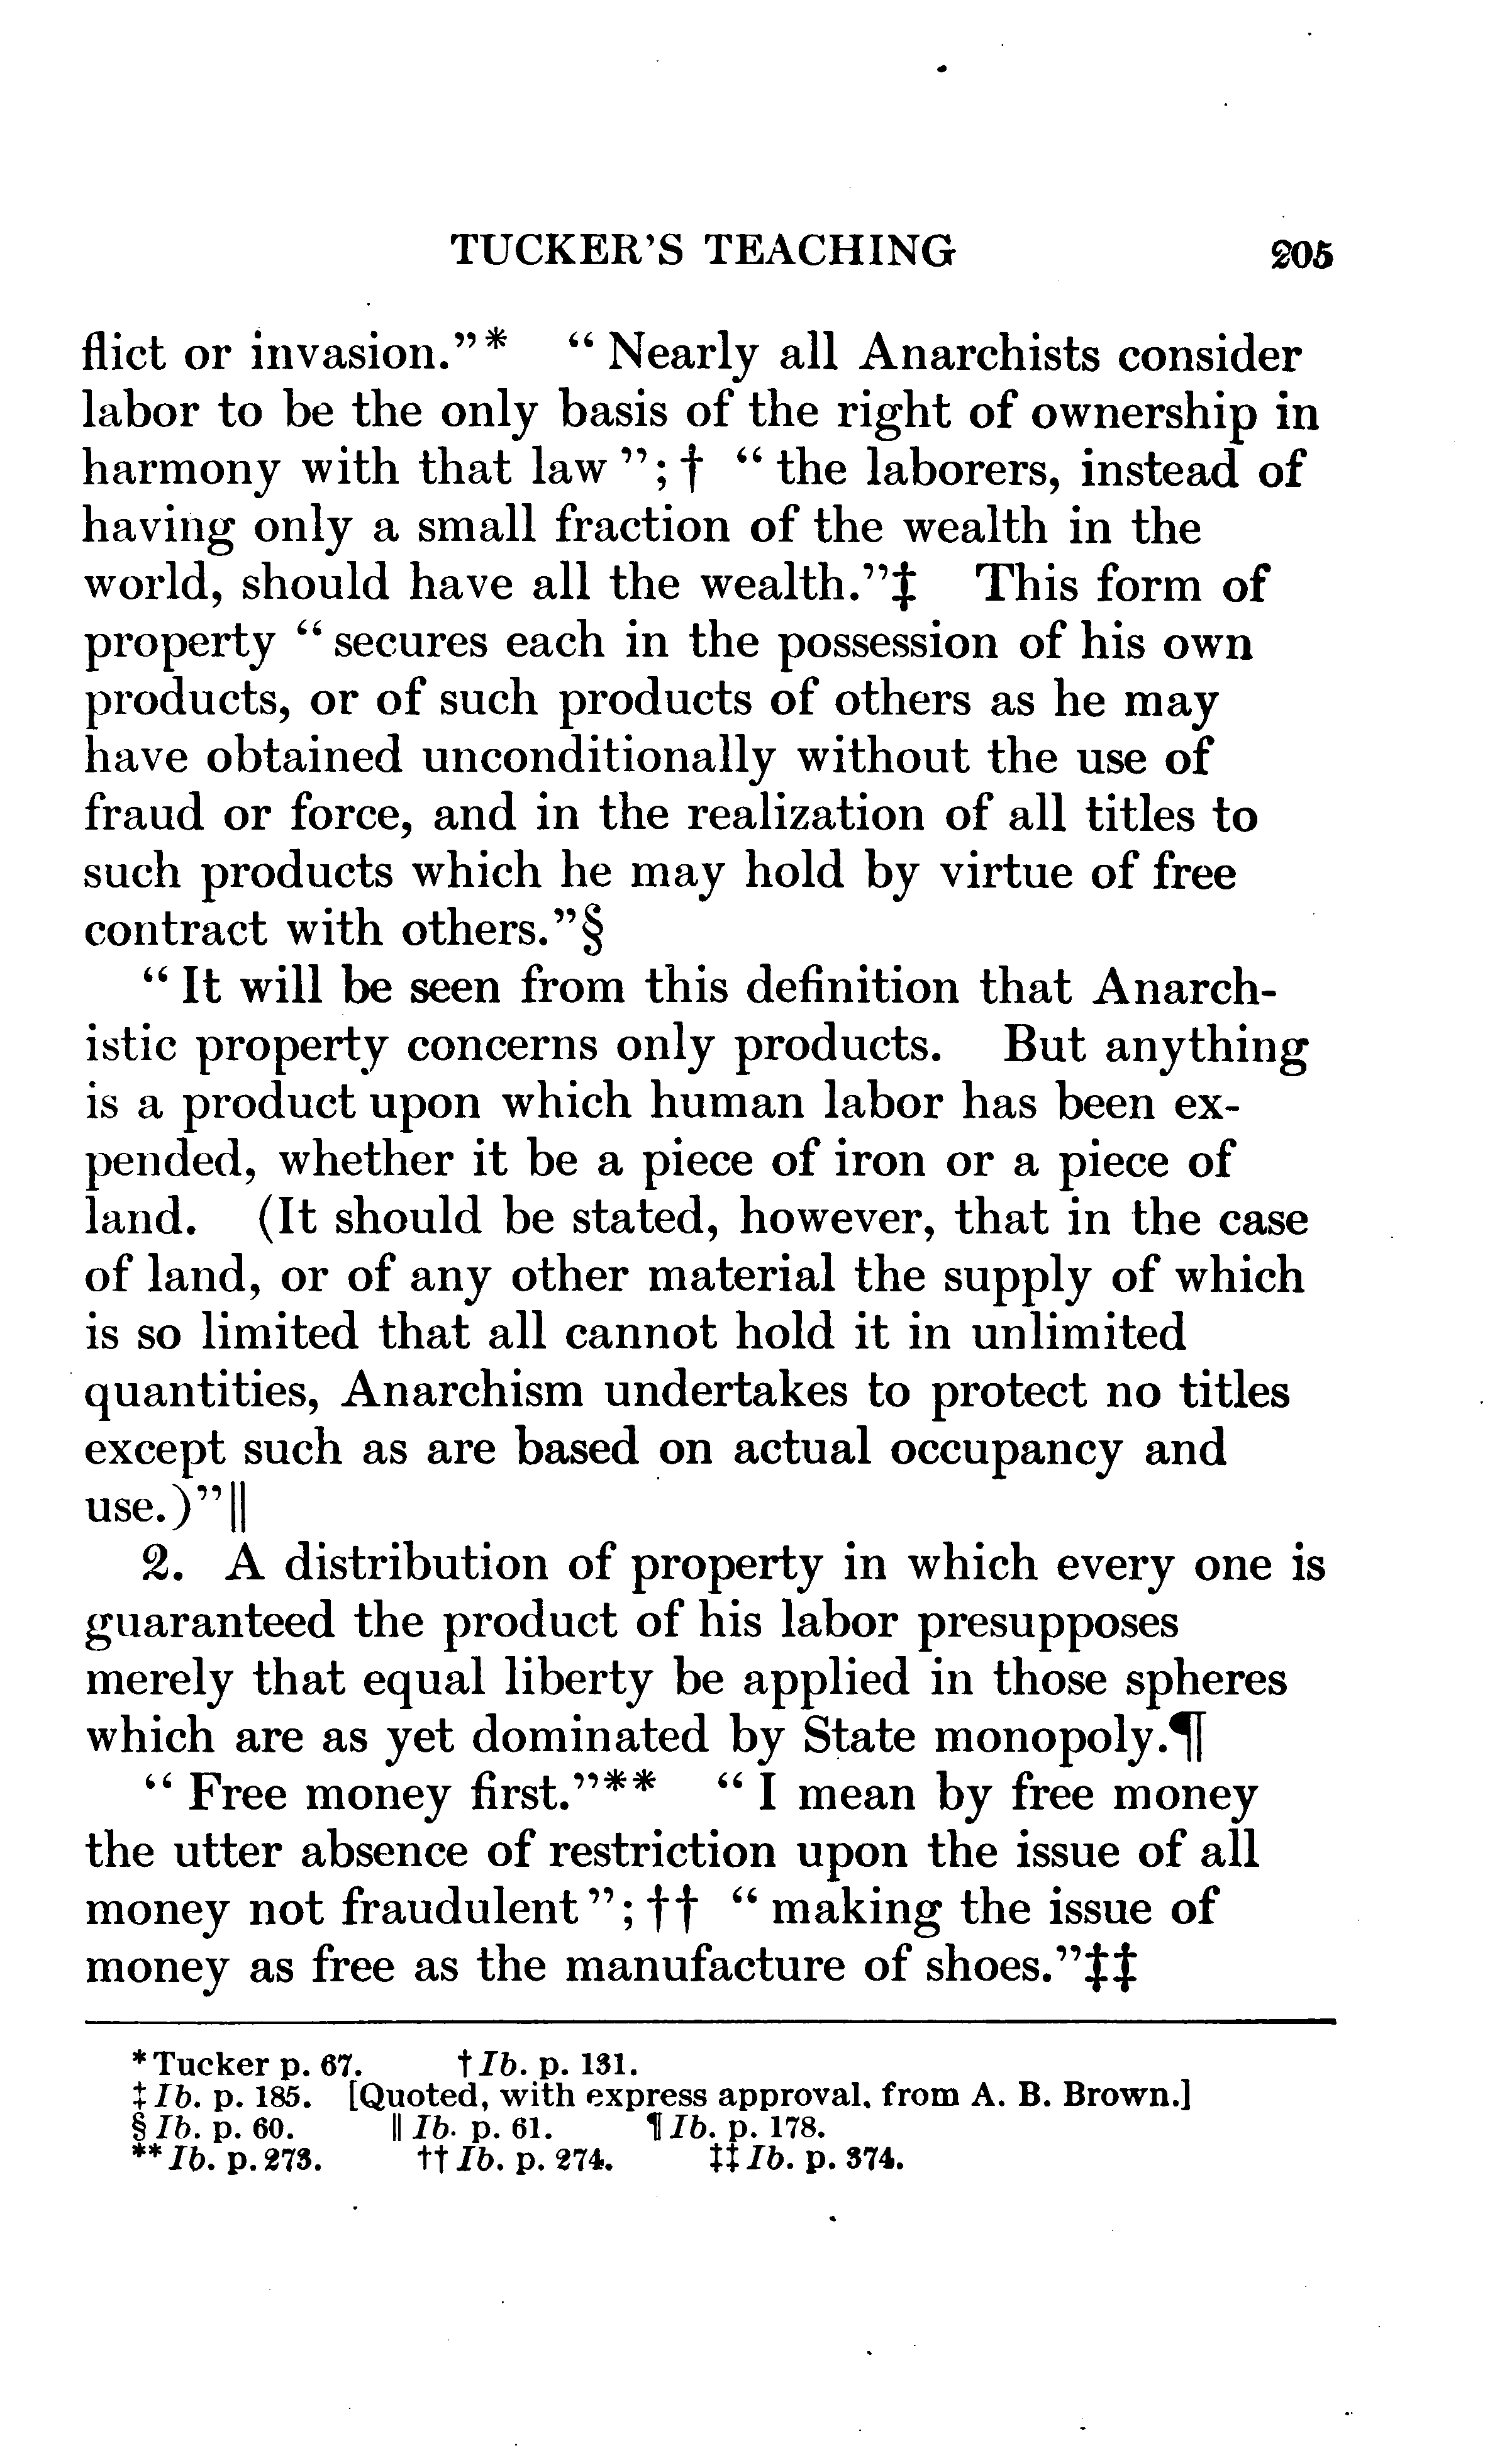 TUCKER'S TEACHING 205
flict or invasion."* "Nearly all Anarchists consider
labor to be the only basis of the right of ownership in
harmony with that law"; † "the laborers, instead of
having only a small fraction of the wealth in the
world, should have all the wealth."‡ This form of
property "secures each in the possession of his own
products, or of such products of others as he may
have obtained unconditionally without the use of
fraud or force, and in the realization of all titles to
such products which he may hold by virtue of free
contract with others."§
"It will be seen from this definition that Anarch-
istic property concerns only products. But anything
is a product upon which human labor has been ex-
pended, whether it be a piece of iron or a piece of
land. (It should be stated, however, that in the case
of land, or of any other material the supply of which
is so limited that all cannot hold it in unlimited
quantities, Anarchism undertakes to protect no titles
except such as are based on actual occupancy and
use.)"‖
2. A distribution of property in which every one is
guaranteed the product of his labor presupposes
merely that equal liberty be applied in those spheres
which are as yet dominated by State monopoly.¶
"Free money first."** "I mean by free money
the utter absence of restriction upon the issue of all
money not fraudulent"; †† "making the issue of
money as free as the manufacture of shoes."‡‡
* Tucker p. 67. † Ib. p. 131.
‡ Ib. p. 185. [Quoted, with express approval, from A. B. Brown.]
§ Ib. p. 60. ‖ Ib. p. 61. ¶ Ib. p. 178.
** Ib. p. 273. †† Ib. p. 274. ‡‡ Ib. p. 374.